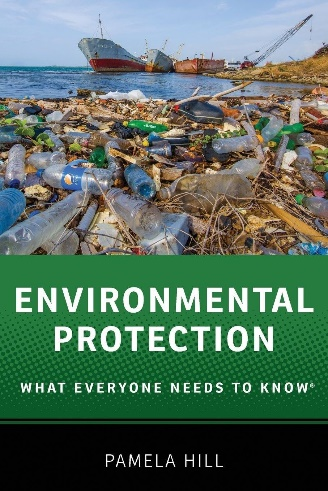 ENVIRONMENTAL
PROTECTION
WHAT EVERYONE NEEDS TO KNOW®
PAMELA HILL